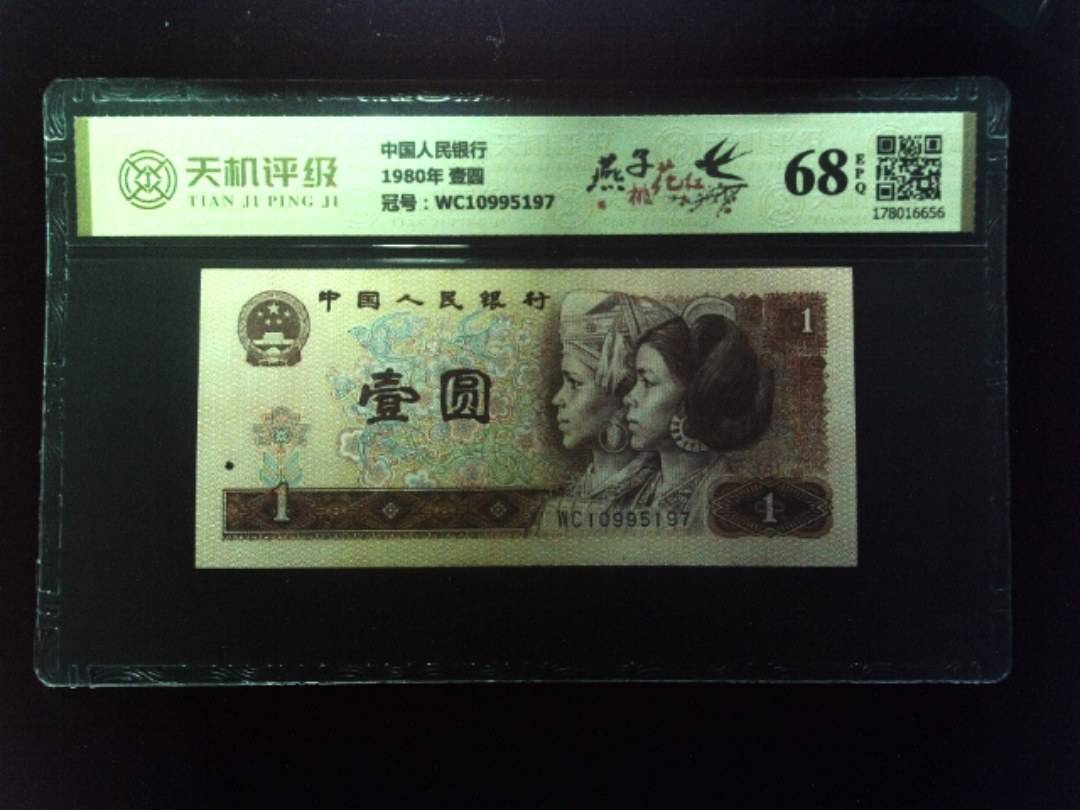 天机评级
TIAN JI PING JI
中国人民银行
1980年 壹圆
冠号：WC10995197
燕子
桃花红
68
EPQ
178016656
中国人民银行
壹圆
1
1
WC10995197
1